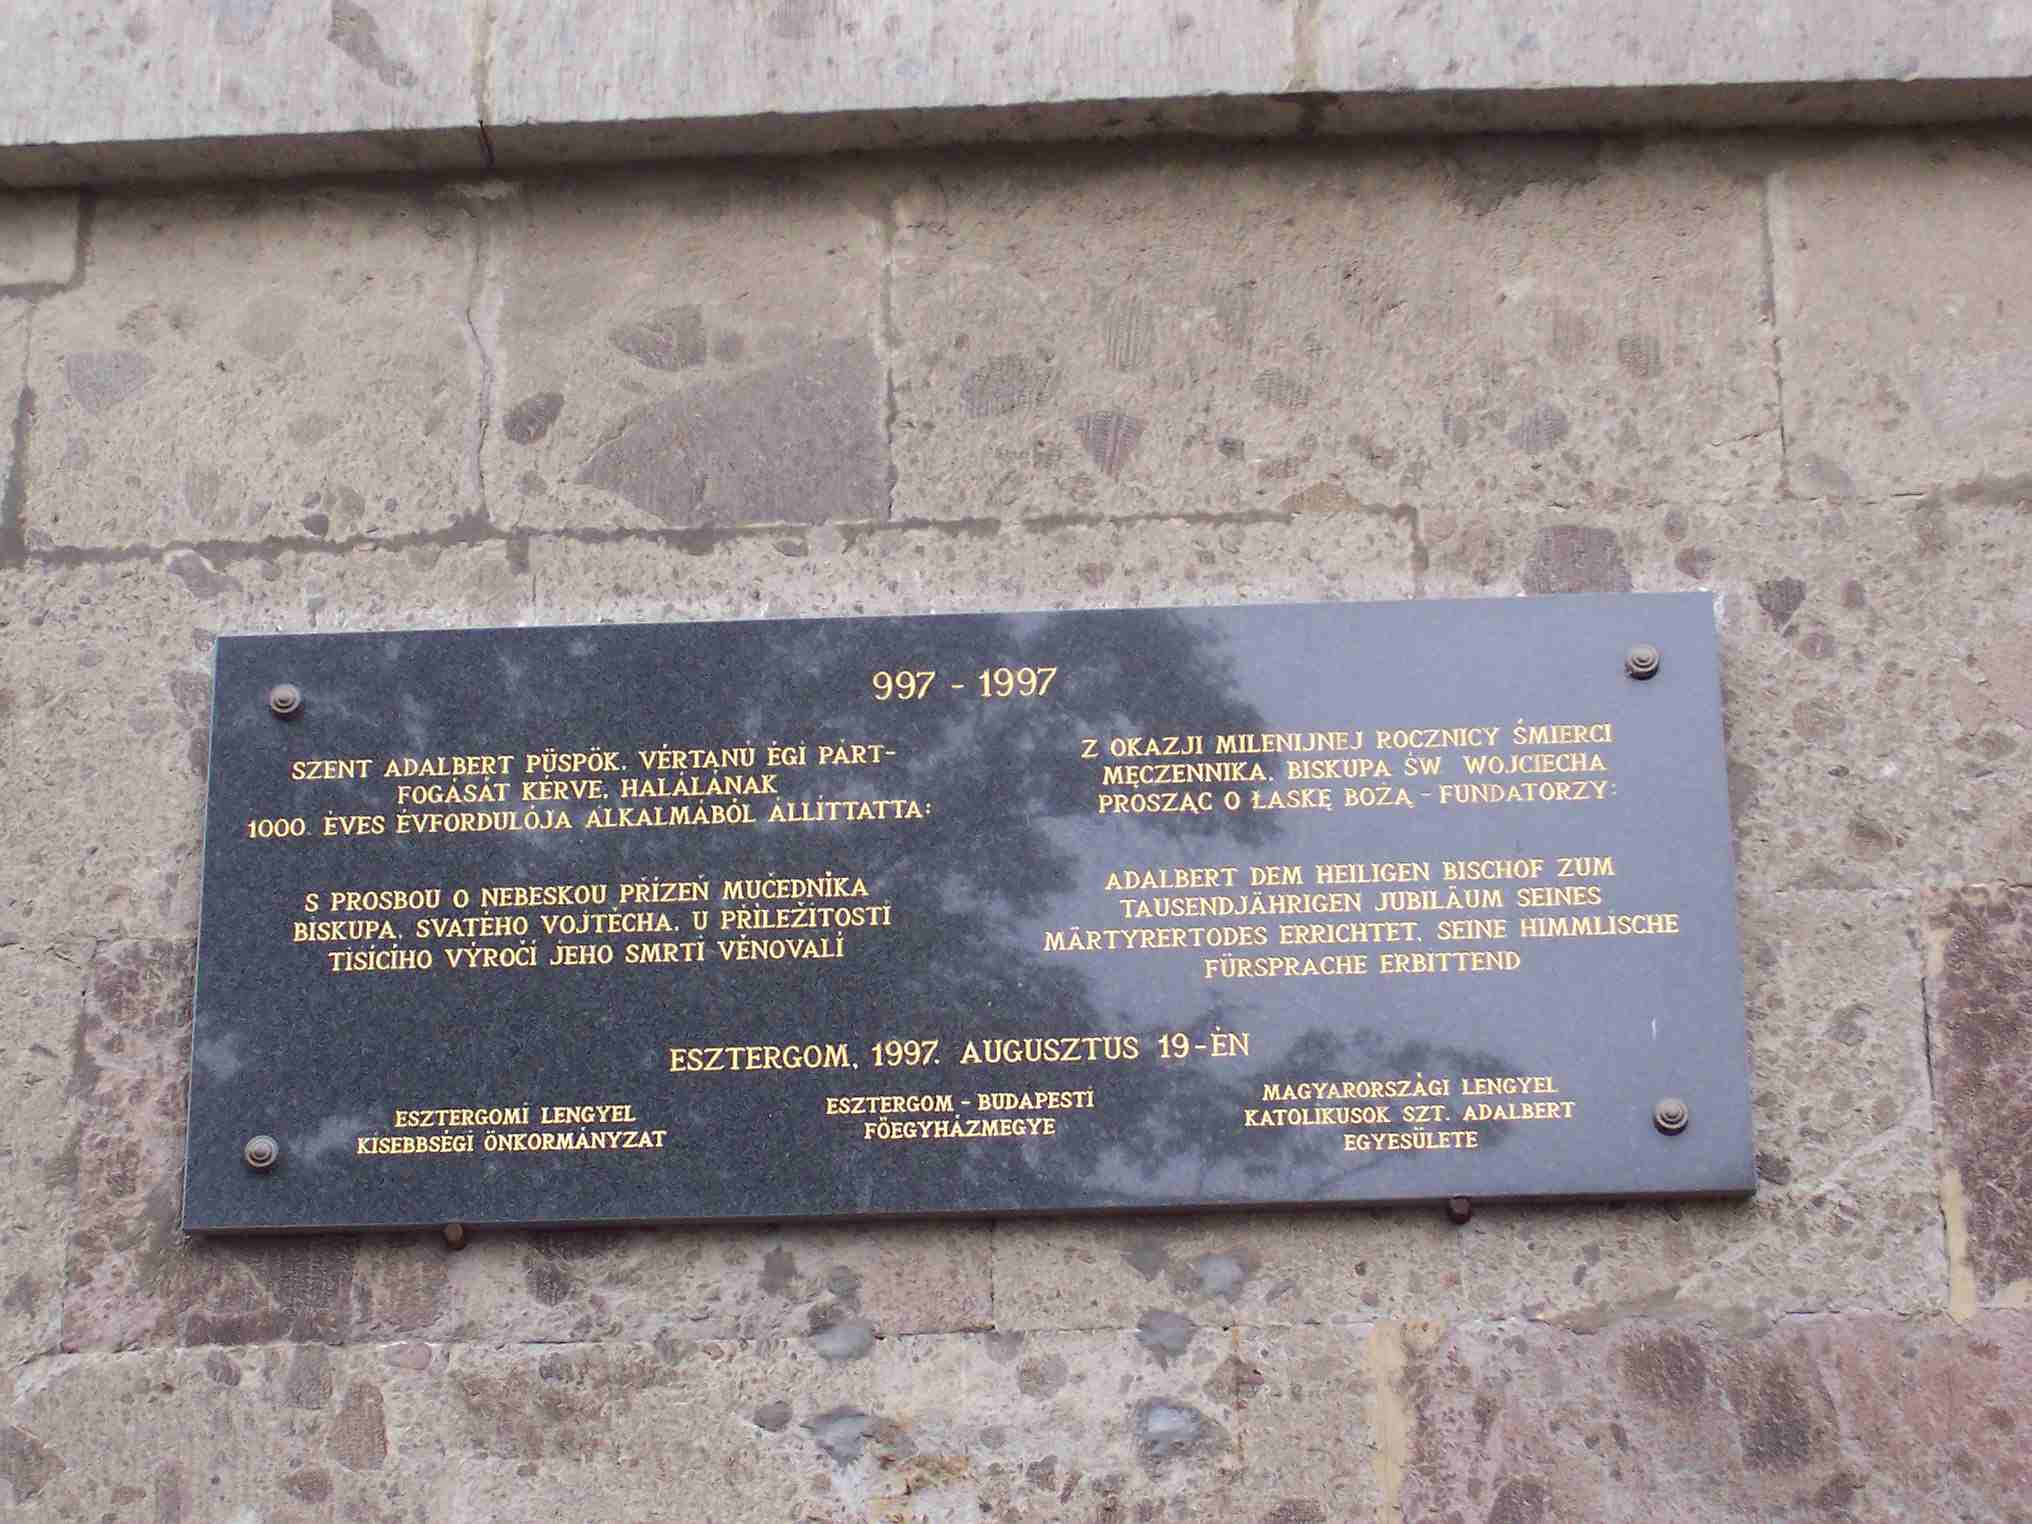 997 - 1997
SZENT ADALBERT PÜSPÖK, VÉRTANÚ ÉGI PÁRT-
FOGÁSÁT KÉRVE, HALÁLÁNAK
1000. ÉVES ÉVFORDULÓJA ALKALMÁBÓL ÁLLÍTTATTA:
S PROSBOU O NEBESKOU PŘÍZEŇ MUČEDNÍKA
BISKUPA, SVATÉHO VOJTĚCHA, U PŘÍLEŽITOSTI
TISÍCÍHO VÝROČÍ JEHO SMRTI VĚNOVALI
Z OKAZJI MILENIJNEJ ROCZNICY ŚMIERCI
MĘCZENNIKA, BISKUPA ŚW. WOJCIECHA
PROSZĄC O ŁASKĘ BOŻĄ - FUNDATORZY:
ADALBERT DEM HEILIGEN BISCHOF ZUM
TAUSENDJÄHRIGEN JUBILÄUM SEINES
MÄRTYRERTODES ERRICHTET, SEINE HIMMLISCHE
FÜRSPRACHE ERBITTEND
ESZTERGOM, 1997. AUGUSZTUS 19-ÉN
ESZTERGOMI LENGYEL
KISEBBSÉGI ÖNKORMÁNYZAT
ESZTERGOM - BUDAPESTI
FŐEGYHÁZMEGYE
MAGYARORSZÁGI LENGYEL
KATOLIKUSOK SZT. ADALBERT
EGYESÜLETE